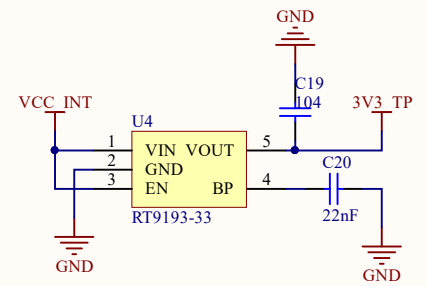 GND
C19
104
VCC_INT
3V3_TP
U4
1
VIN
VOUT
5
2
GND
3
EN
BP
4
C20
22nF
RT9193-33
GND
GND